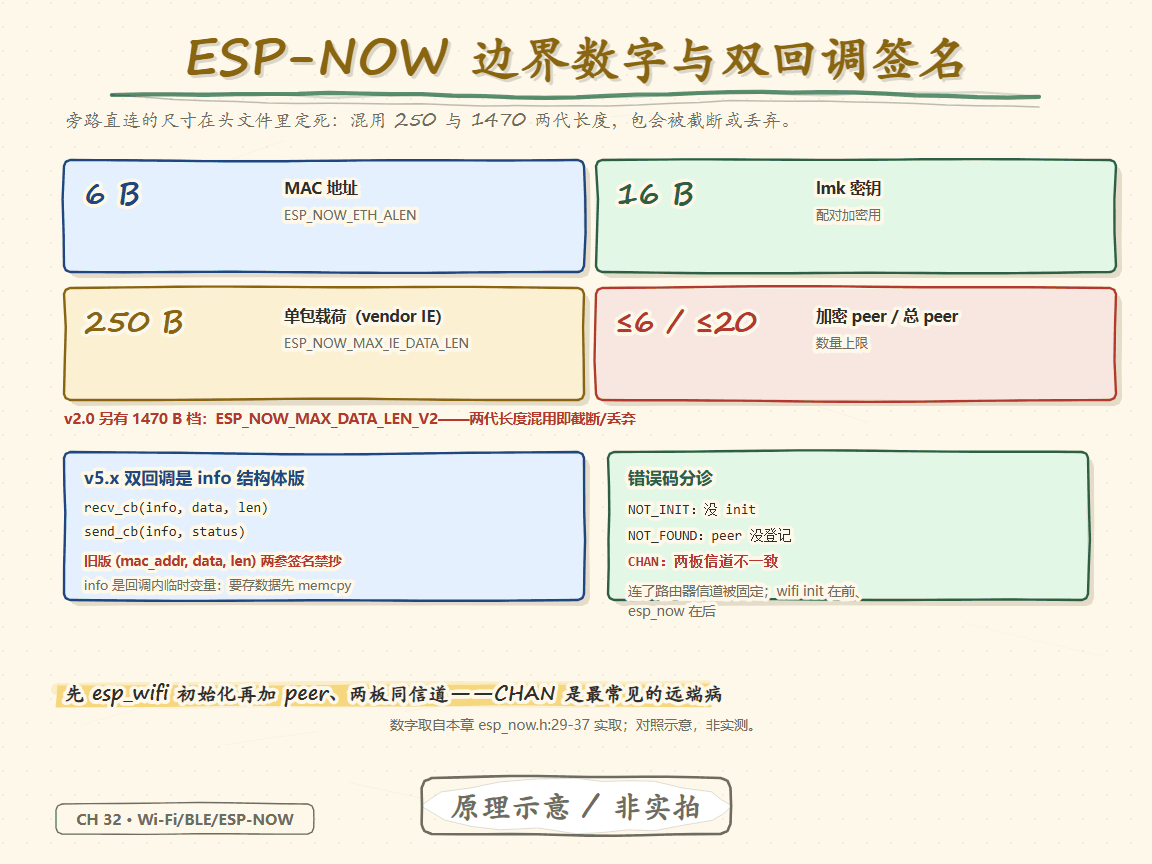 ESP-NOW 边界数字与双回调签名
旁路直连的尺寸在头文件里定死：混用 250 与 1470 两代长度，包会被截断或丢弃。
6 B
MAC 地址
ESP_NOW_ETH_ALEN
16 B
lmk 密钥
配对加密用
250 B
单包载荷（vendor IE）
ESP_NOW_MAX_IE_DATA_LEN
≤6 / ≤20
加密 peer / 总 peer
数量上限
v2.0 另有 1470 B 档：ESP_NOW_MAX_DATA_LEN_V2——两代长度混用即截断/丢弃
v5.x 双回调是 info 结构体版
recv_cb(info, data, len)
send_cb(info, status)
旧版 (mac_addr, data, len) 两参签名禁抄
info 是回调内临时变量：要存数据先 memcpy
错误码分诊
NOT_INIT：没 init
NOT_FOUND：peer 没登记
CHAN：两板信道不一致
连了路由器信道被固定；wifi init 在前、
esp_now 在后
先 esp_wifi 初始化再加 peer、两板同信道——CHAN 是最常见的远端病
数字取自本章 esp_now.h:29-37 实取；对照示意，非实测。
原理示意 / 非实拍
CH 32 • Wi-Fi/BLE/ESP-NOW